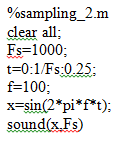 %sampling_2.m
clear all;
Fs=1000;
t=0:1/Fs:0.25;
f=100;
x=sin(2*pi*f*t);
sound(x,Fs)